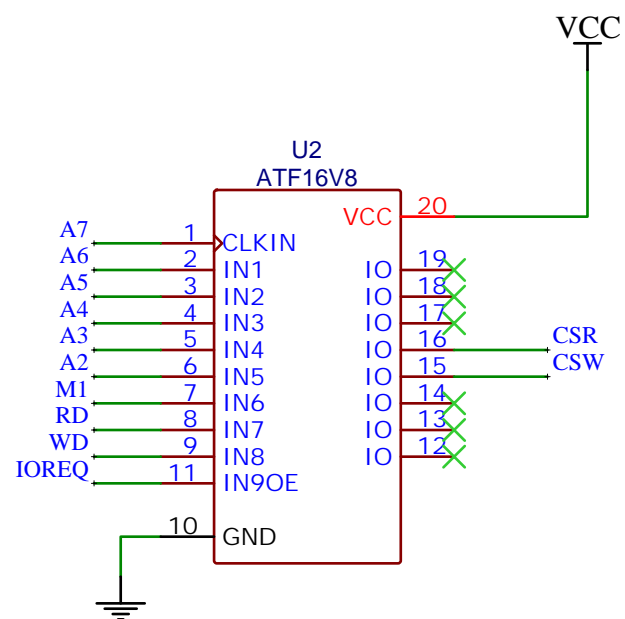 VCC
U2
ATF16V8
VCC 20
A7 1 CLKIN
A6 2 IN1 IO 19
A5 3 IN2 IO 18
A4 4 IN3 IO 17
A3 5 IN4 IO 16 CSR
A2 6 IN5 IO 15 CSW
M1 7 IN6 IO 14
RD 8 IN7 IO 13
WD 9 IN8 IO 12
IOREQ 11 IN9OE
10 GND